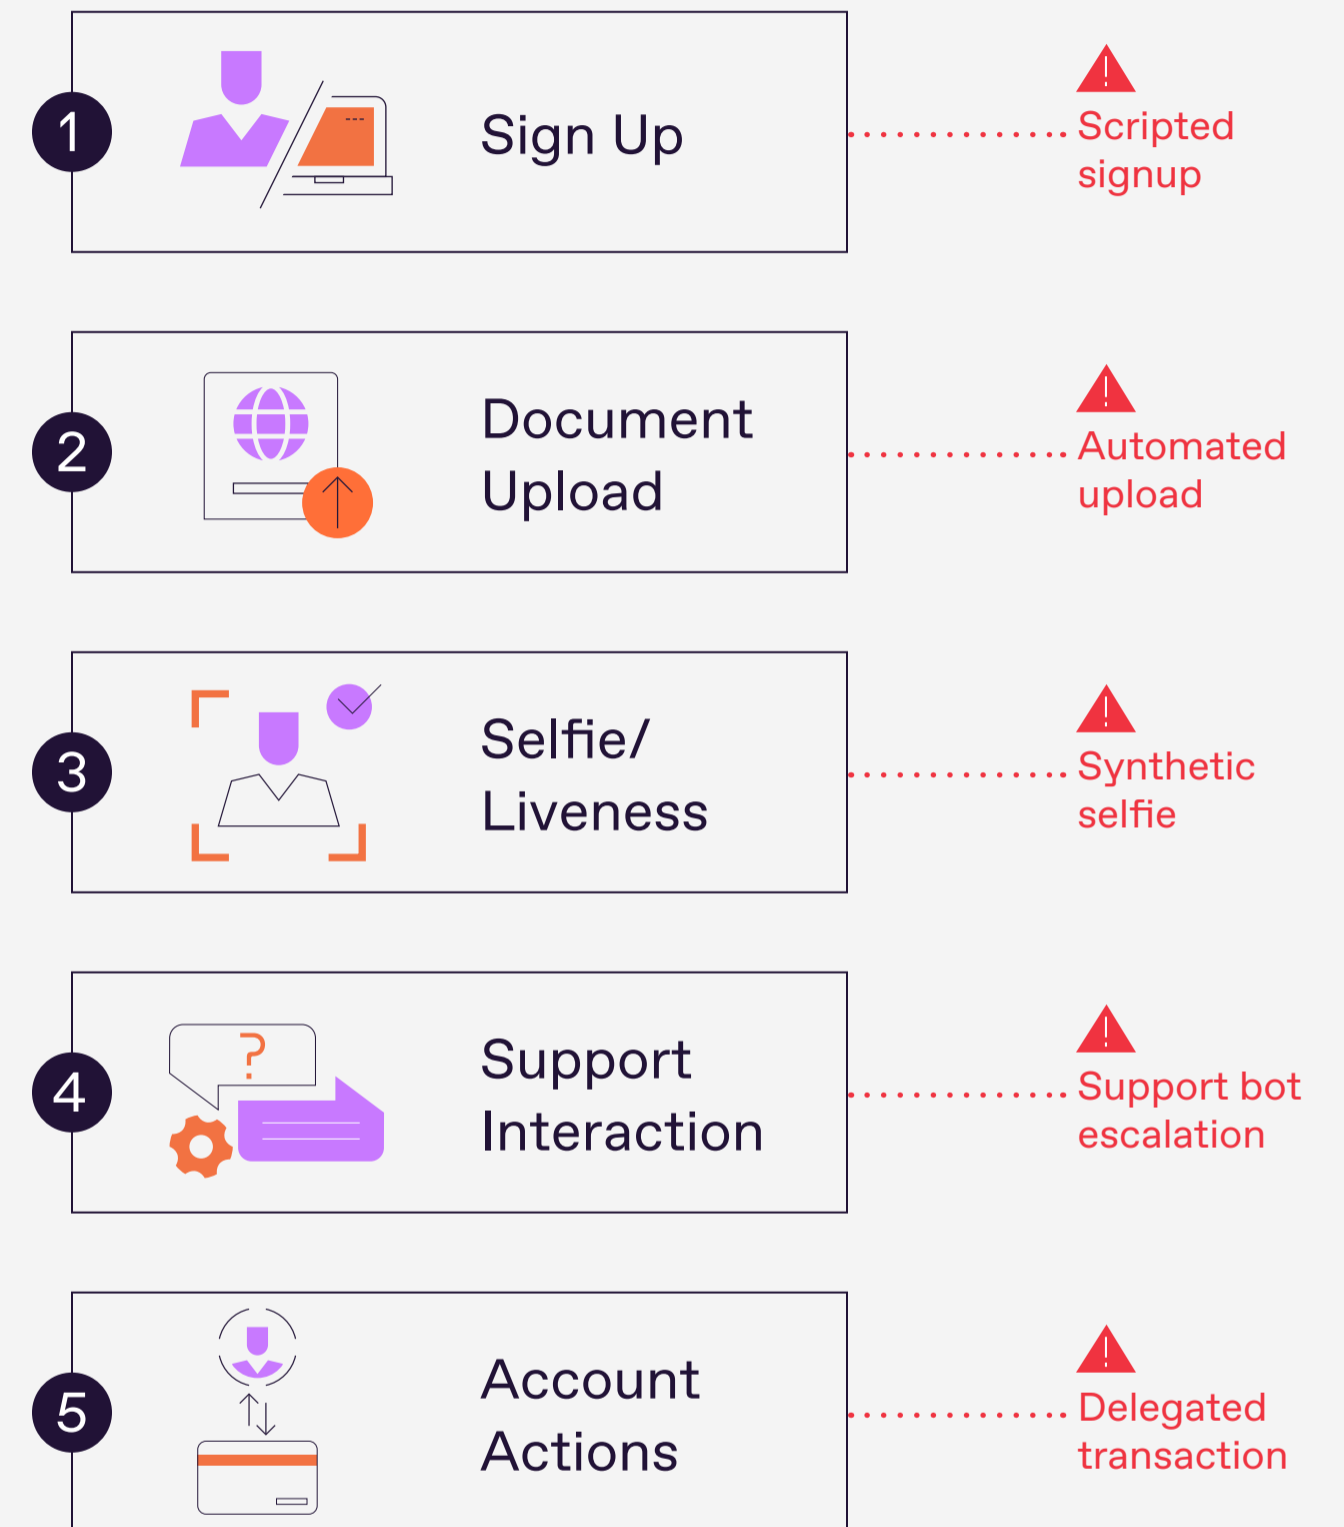 1
Sign Up
Scripted
signup
2
Document
Upload
Automated
upload
3
Selfie/
Liveness
Synthetic
selfie
4
?
Support
Interaction
Support bot
escalation
5
Account
Actions
Delegated
transaction